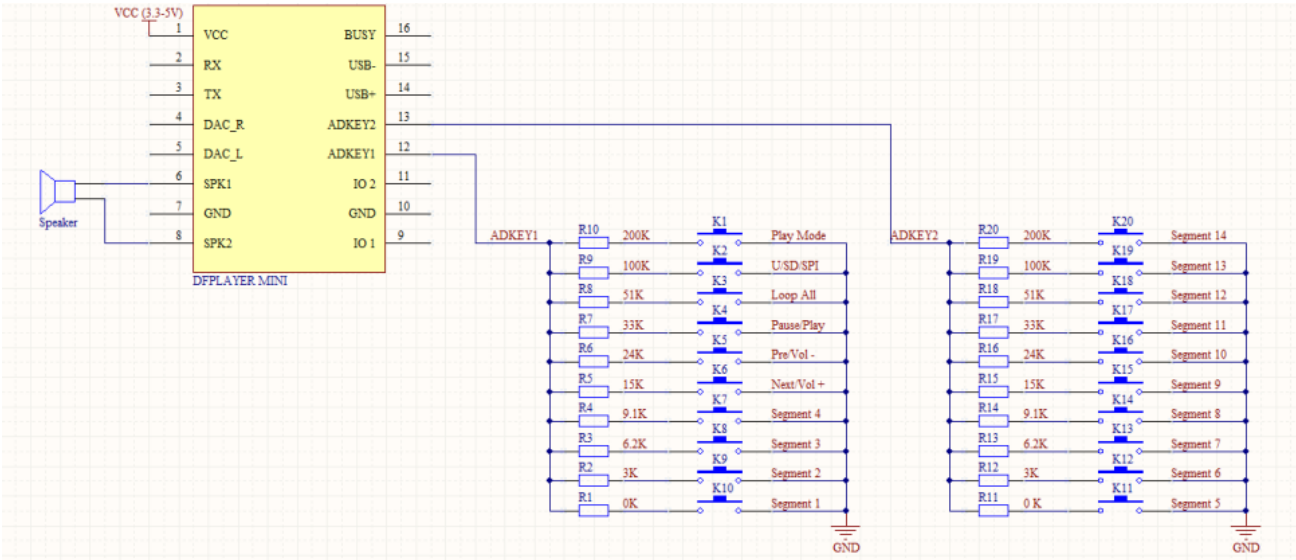 VCC (3.3-5V)
1 VCC BUSY 16
2 RX USB- 15
3 TX USB+ 14
4 DAC_R ADKEY2 13
5 DAC_L ADKEY1 12
6 SPK1 IO 2 11
7 GND GND 10
8 SPK2 IO 1 9
Speaker
DFPLAYER MINI
ADKEY1
R10 200K K1 Play Mode
R9 100K K2 U/SD/SPI
R8 51K K3 Loop All
R7 33K K4 Pause/Play
R6 24K K5 Pre/Vol -
R5 15K K6 Next/Vol +
R4 9.1K K7 Segment 4
R3 6.2K K8 Segment 3
R2 3K K9 Segment 2
R1 0K K10 Segment 1
GND
ADKEY2
R20 200K K20 Segment 14
R19 100K K19 Segment 13
R18 51K K18 Segment 12
R17 33K K17 Segment 11
R16 24K K16 Segment 10
R15 15K K15 Segment 9
R14 9.1K K14 Segment 8
R13 6.2K K13 Segment 7
R12 3K K12 Segment 6
R11 0 K K11 Segment 5
GND